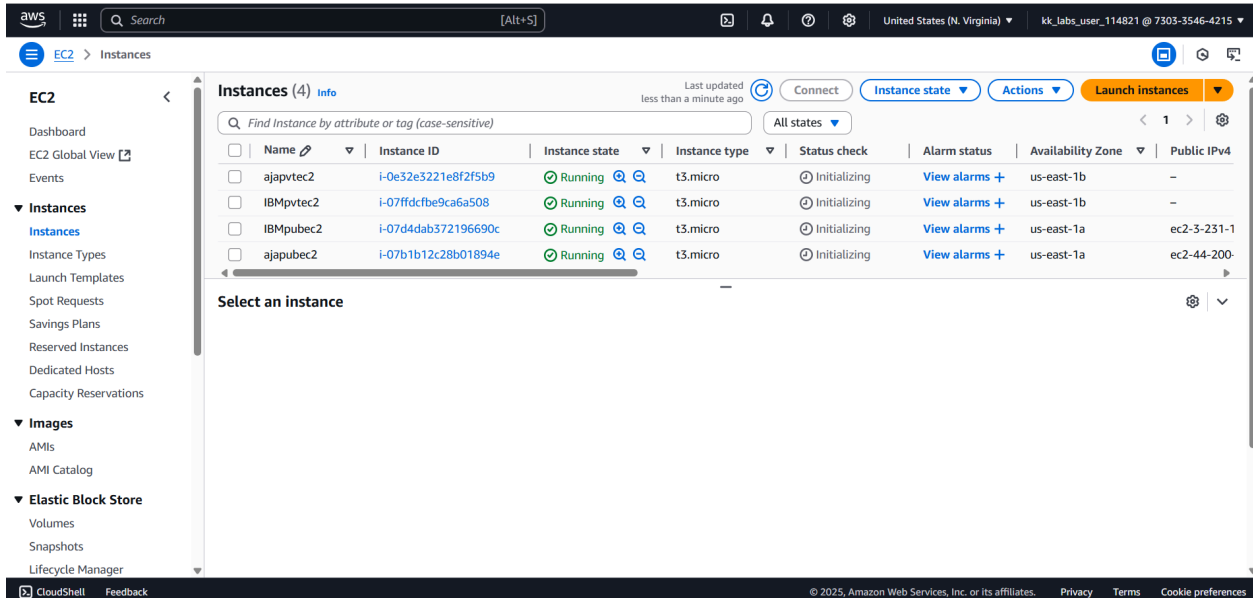 aws
Search [Alt+S]
United States (N. Virginia) ▼
kk_labs_user_114821 @ 7303-3546-4215 ▼
EC2 > Instances
EC2
Dashboard
EC2 Global View
Events
▼ Instances
Instances
Instance Types
Launch Templates
Spot Requests
Savings Plans
Reserved Instances
Dedicated Hosts
Capacity Reservations
▼ Images
AMIs
AMI Catalog
▼ Elastic Block Store
Volumes
Snapshots
Lifecycle Manager
Instances (4) Info
Last updated
less than a minute ago
Connect
Instance state ▼
Actions ▼
Launch instances ▼
Find Instance by attribute or tag (case-sensitive)
All states ▼
< 1 >
Name Instance ID Instance state Instance type Status check Alarm status Availability Zone Public IPv4
ajapvtec2 i-0e32e3221e8f2f5b9 Running t3.micro Initializing View alarms + us-east-1b –
IBMpvtec2 i-07ffdcfbe9ca6a508 Running t3.micro Initializing View alarms + us-east-1b –
IBMpubec2 i-07d4dab372196690c Running t3.micro Initializing View alarms + us-east-1a ec2-3-231-1
ajapubec2 i-07b1b12c28b01894e Running t3.micro Initializing View alarms + us-east-1a ec2-44-200-
Select an instance
CloudShell Feedback
© 2025, Amazon Web Services, Inc. or its affiliates. Privacy Terms Cookie preferences